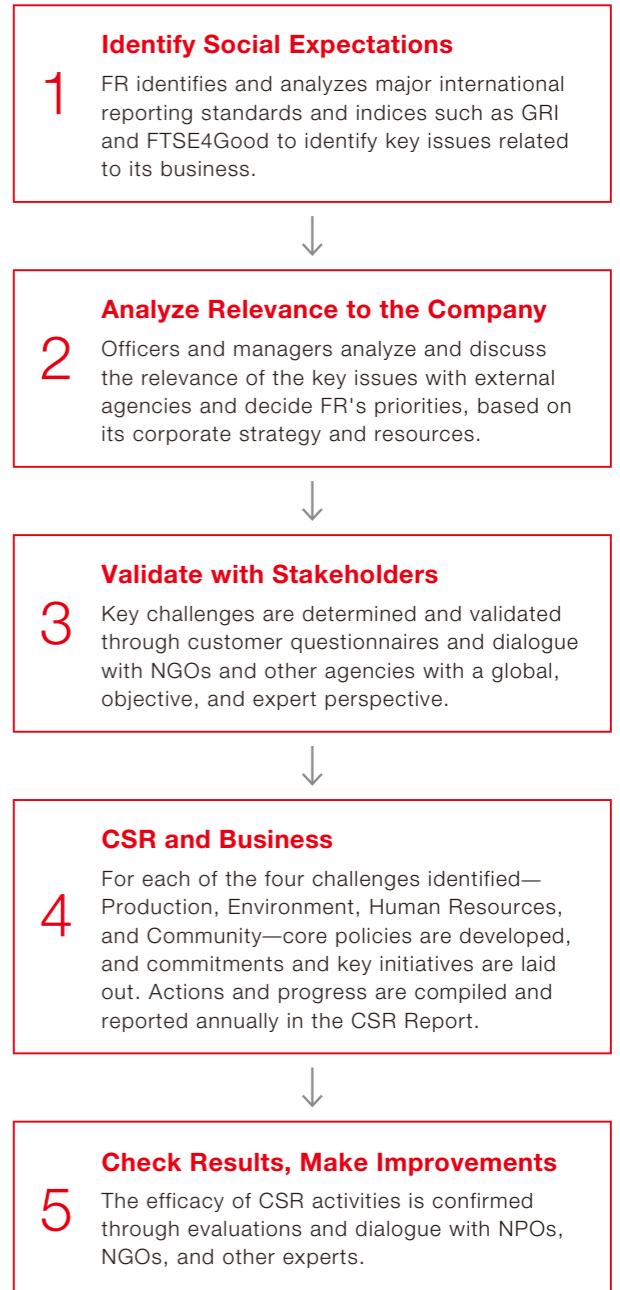 Identify Social Expectations
1
FR identifies and analyzes major international
reporting standards and indices such as GRI
and FTSE4Good to identify key issues related
to its business.
Analyze Relevance to the Company
2
Officers and managers analyze and discuss
the relevance of the key issues with external
agencies and decide FR's priorities, based on
its corporate strategy and resources.
Validate with Stakeholders
3
Key challenges are determined and validated
through customer questionnaires and dialogue
with NGOs and other agencies with a global,
objective, and expert perspective.
CSR and Business
4
For each of the four challenges identified—
Production, Environment, Human Resources,
and Community—core policies are developed,
and commitments and key initiatives are laid
out. Actions and progress are compiled and
reported annually in the CSR Report.
Check Results, Make Improvements
5
The efficacy of CSR activities is confirmed
through evaluations and dialogue with NPOs,
NGOs, and other experts.